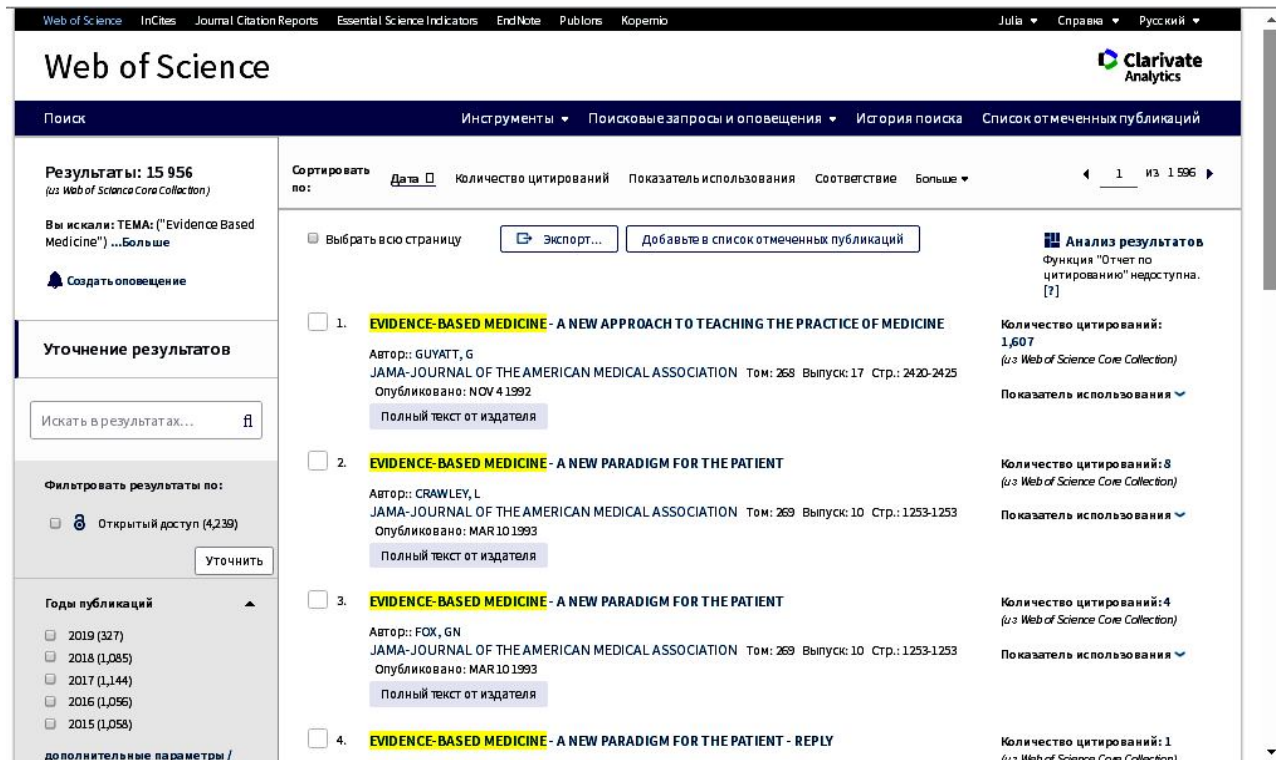 Web of Science InCites Journal Citation Reports Essential Science Indicators EndNote Publons Kopernio Julia Справка Русский
Web of Science
Clarivate
Analytics
Поиск Инструменты Поисковые запросы и оповещения История поиска Список отмеченных публикаций
Результаты: 15 956
(из Web of Science Core Collection)
Вы искали: ТЕМА: ("Evidence Based
Medicine") ...Больше
Создать оповещение
Уточнение результатов
Искать в результатах...
Фильтровать результаты по:
Открытый доступ (4,239)
Уточнить
Годы публикаций
2019 (327)
2018 (1,085)
2017 (1,144)
2016 (1,056)
2015 (1,058)
дополнительные параметры /
Сортировать
по:
Дата Количество цитирований Показатель использования Соответствие Больше
1 из 1 596
Выбрать всю страницу Экспорт... Добавьте в список отмеченных публикаций
Анализ результатов
Функция "Отчет по
цитированию" недоступна.
[?]
1. EVIDENCE-BASED MEDICINE - A NEW APPROACH TO TEACHING THE PRACTICE OF MEDICINE
Автор:: GUYATT, G
JAMA-JOURNAL OF THE AMERICAN MEDICAL ASSOCIATION Том: 268 Выпуск: 17 Стр.: 2420-2425
Опубликовано: NOV 4 1992
Полный текст от издателя
Количество цитирований:
1,607
(из Web of Science Core Collection)
Показатель использования
2. EVIDENCE-BASED MEDICINE - A NEW PARADIGM FOR THE PATIENT
Автор:: CRAWLEY, L
JAMA-JOURNAL OF THE AMERICAN MEDICAL ASSOCIATION Том: 269 Выпуск: 10 Стр.: 1253-1253
Опубликовано: MAR 10 1993
Полный текст от издателя
Количество цитирований: 8
(из Web of Science Core Collection)
Показатель использования
3. EVIDENCE-BASED MEDICINE - A NEW PARADIGM FOR THE PATIENT
Автор:: FOX, GN
JAMA-JOURNAL OF THE AMERICAN MEDICAL ASSOCIATION Том: 269 Выпуск: 10 Стр.: 1253-1253
Опубликовано: MAR 10 1993
Полный текст от издателя
Количество цитирований: 4
(из Web of Science Core Collection)
Показатель использования
4. EVIDENCE-BASED MEDICINE - A NEW PARADIGM FOR THE PATIENT - REPLY
Количество цитирований: 1
(из Web of Science Core Collection)